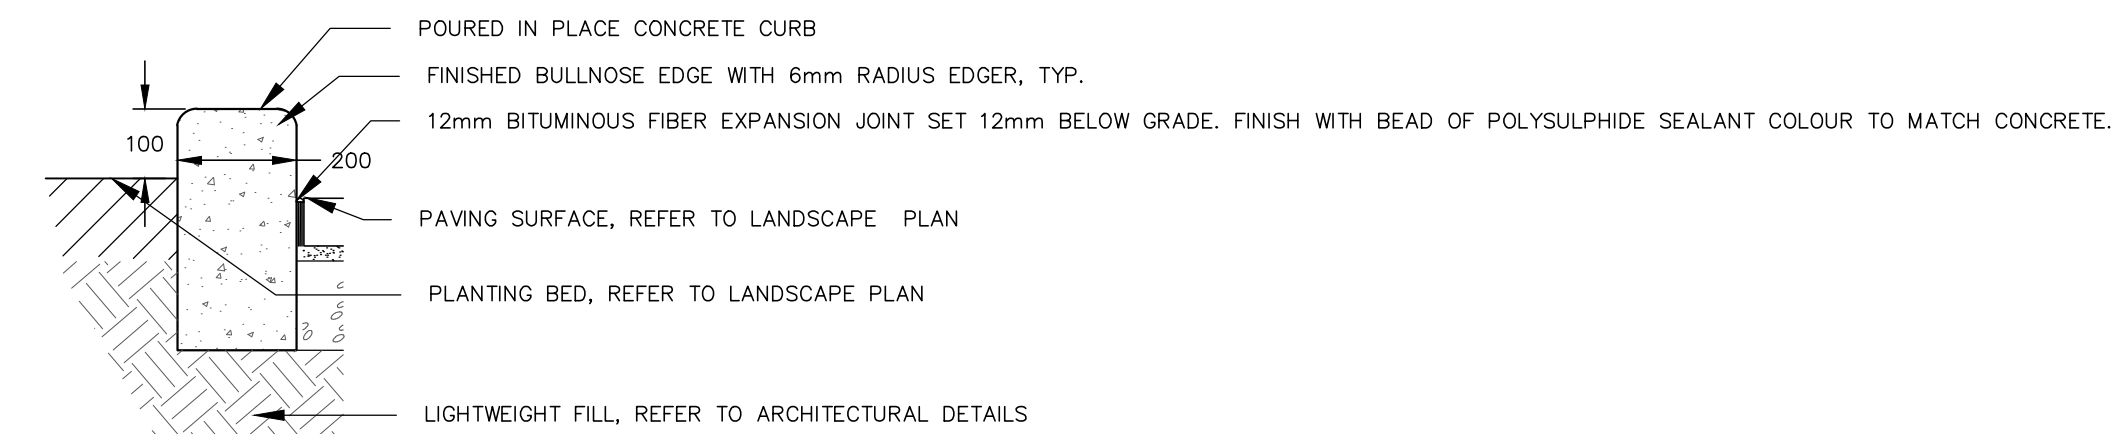 POURED IN PLACE CONCRETE CURB
FINISHED BULLNOSE EDGE WITH 6mm RADIUS EDGER, TYP.
12mm BITUMINOUS FIBER EXPANSION JOINT SET 12mm BELOW GRADE. FINISH WITH BEAD OF POLYSULPHIDE SEALANT COLOUR TO MATCH CONCRETE.
100
200
PAVING SURFACE, REFER TO LANDSCAPE PLAN
PLANTING BED, REFER TO LANDSCAPE PLAN
LIGHTWEIGHT FILL, REFER TO ARCHITECTURAL DETAILS